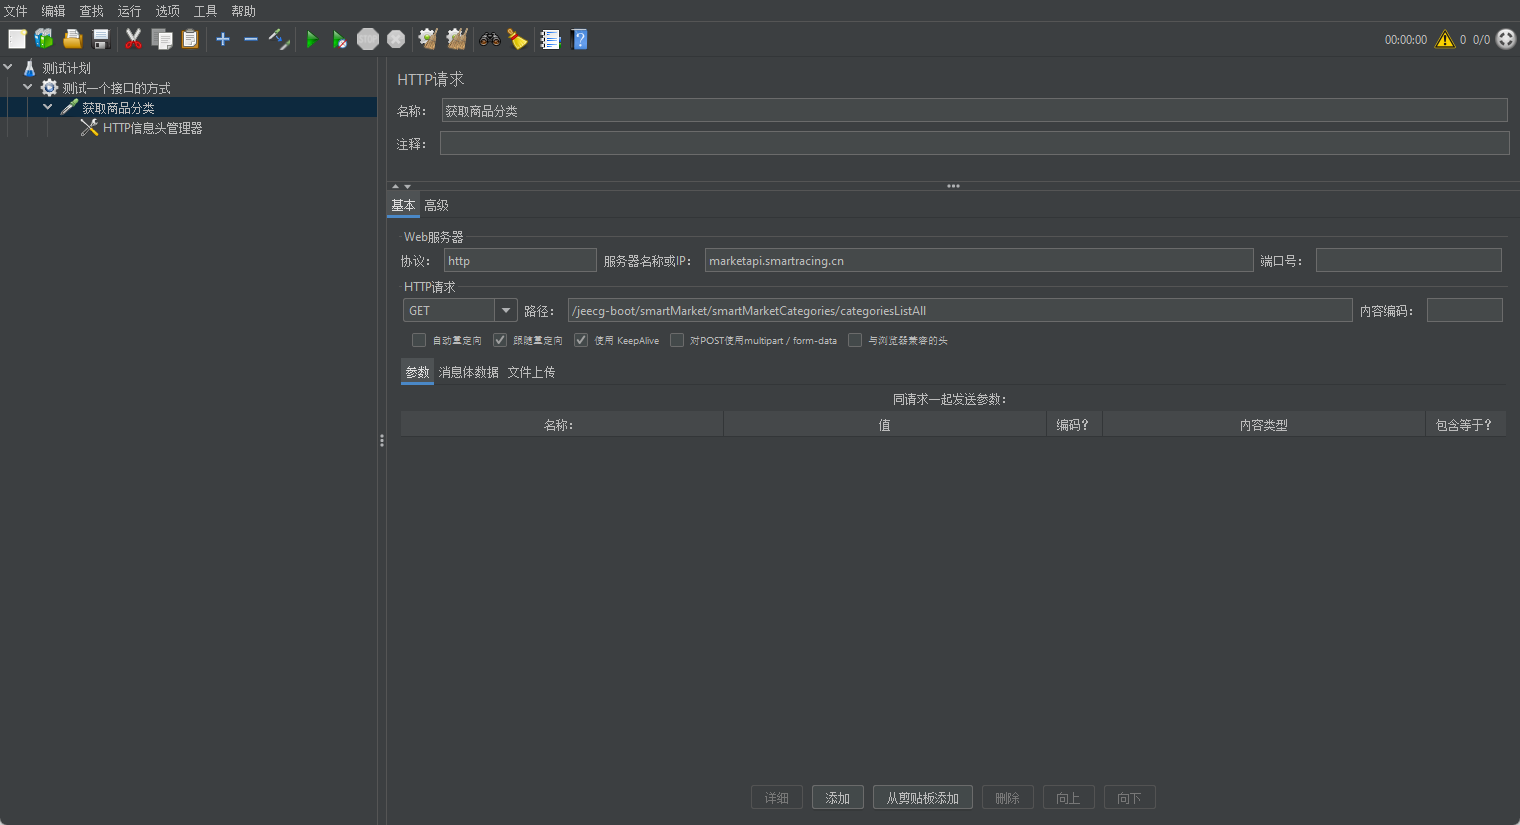 文件 编辑 查找 运行 选项 工具 帮助
00:00:00 0 0/0
测试计划
测试一个接口的方式
获取商品分类
HTTP信息头管理器
HTTP请求
名称： 获取商品分类
注释：
基本 高级
Web服务器
协议： http 服务器名称或IP： marketapi.smartracing.cn 端口号：
HTTP请求
GET 路径： /jeecg-boot/smartMarket/smartMarketCategories/categoriesListAll 内容编码：
自动重定向 跟随重定向 使用 KeepAlive 对POST使用multipart / form-data 与浏览器兼容的头
参数 消息体数据 文件上传
同请求一起发送参数：
名称： 值 编码？ 内容类型 包含等于？
详细 添加 从剪贴板添加 删除 向上 向下